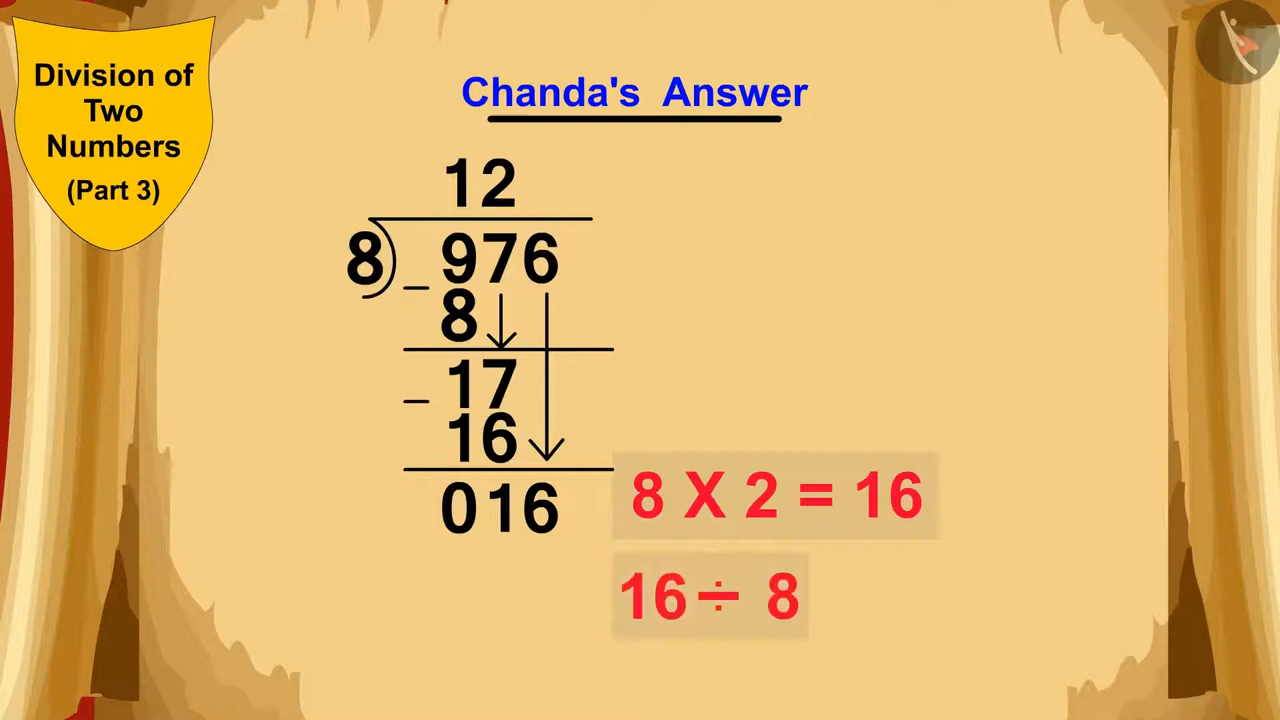 Division of
Two
Numbers
(Part 3)
Chanda's Answer
12
8) 976
– 8
17
– 16
016
8 X 2 = 16
16 ÷ 8